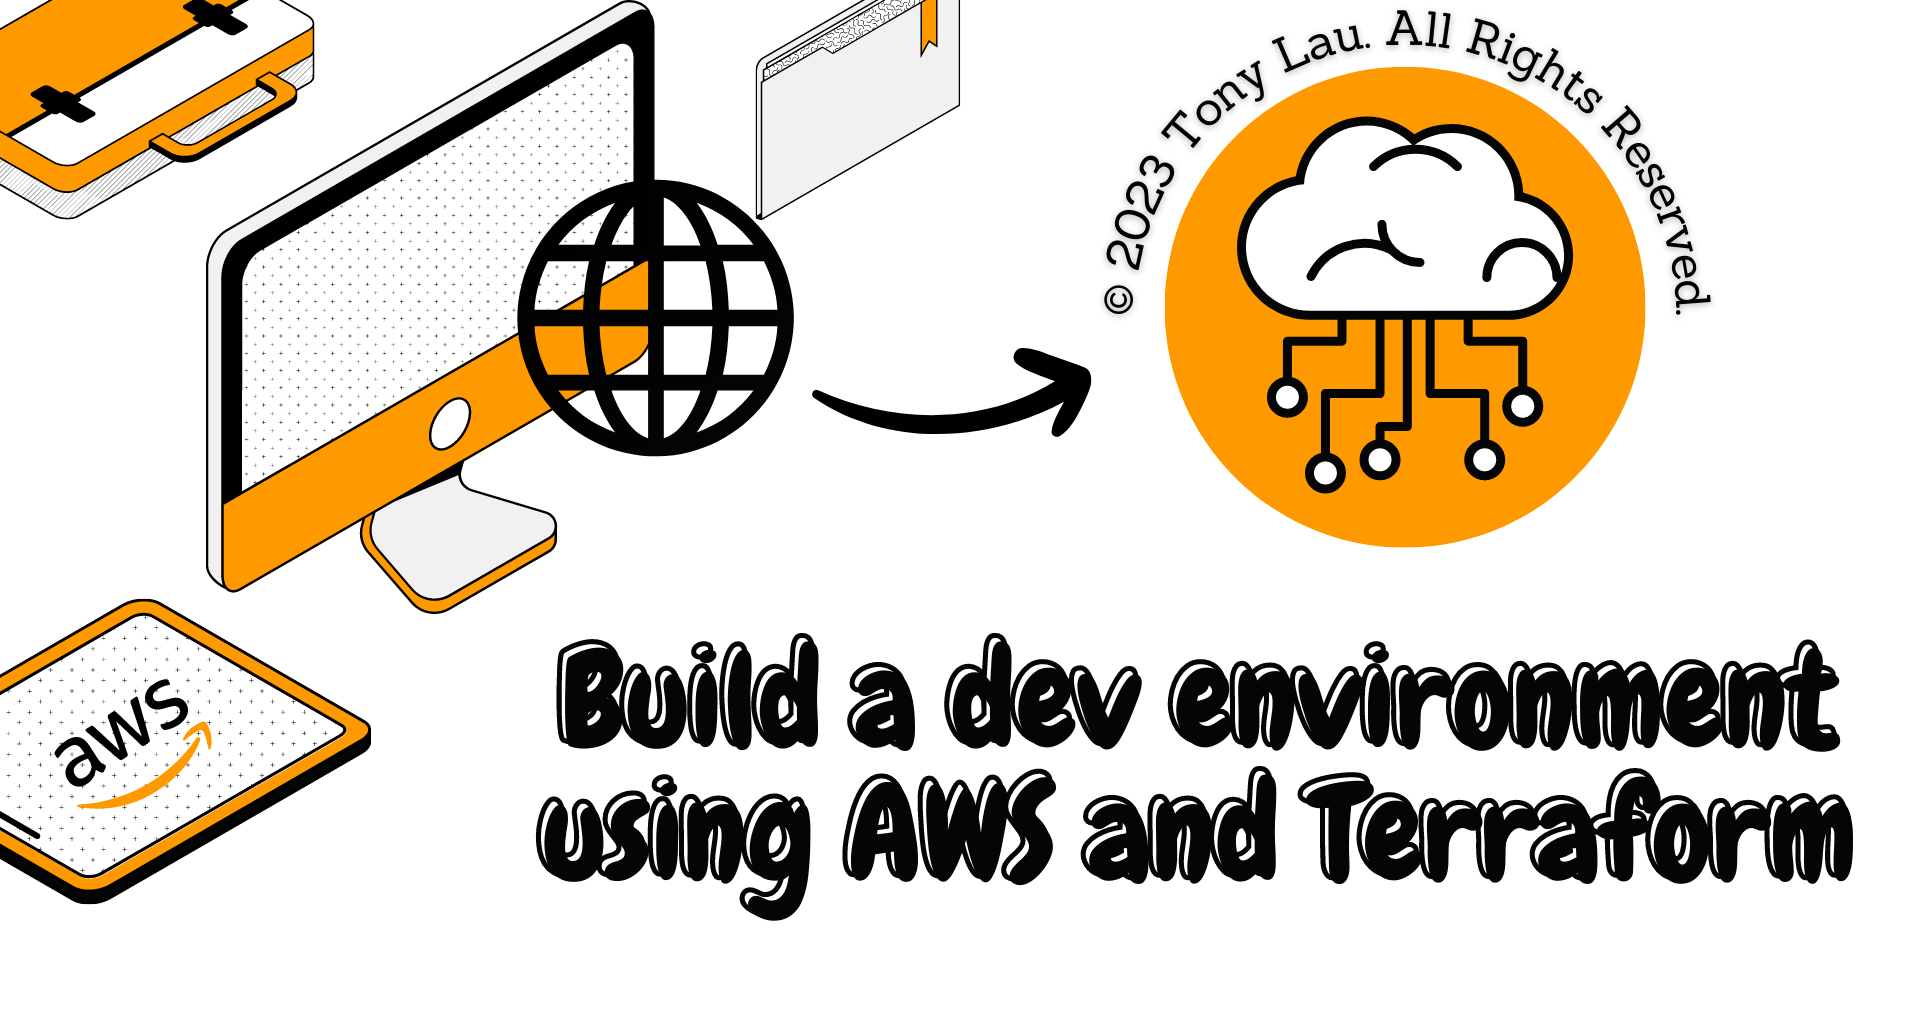 © 2023 Tony Lau. All Rights Reserved.
aws
Build a dev environment
using AWS and Terraform